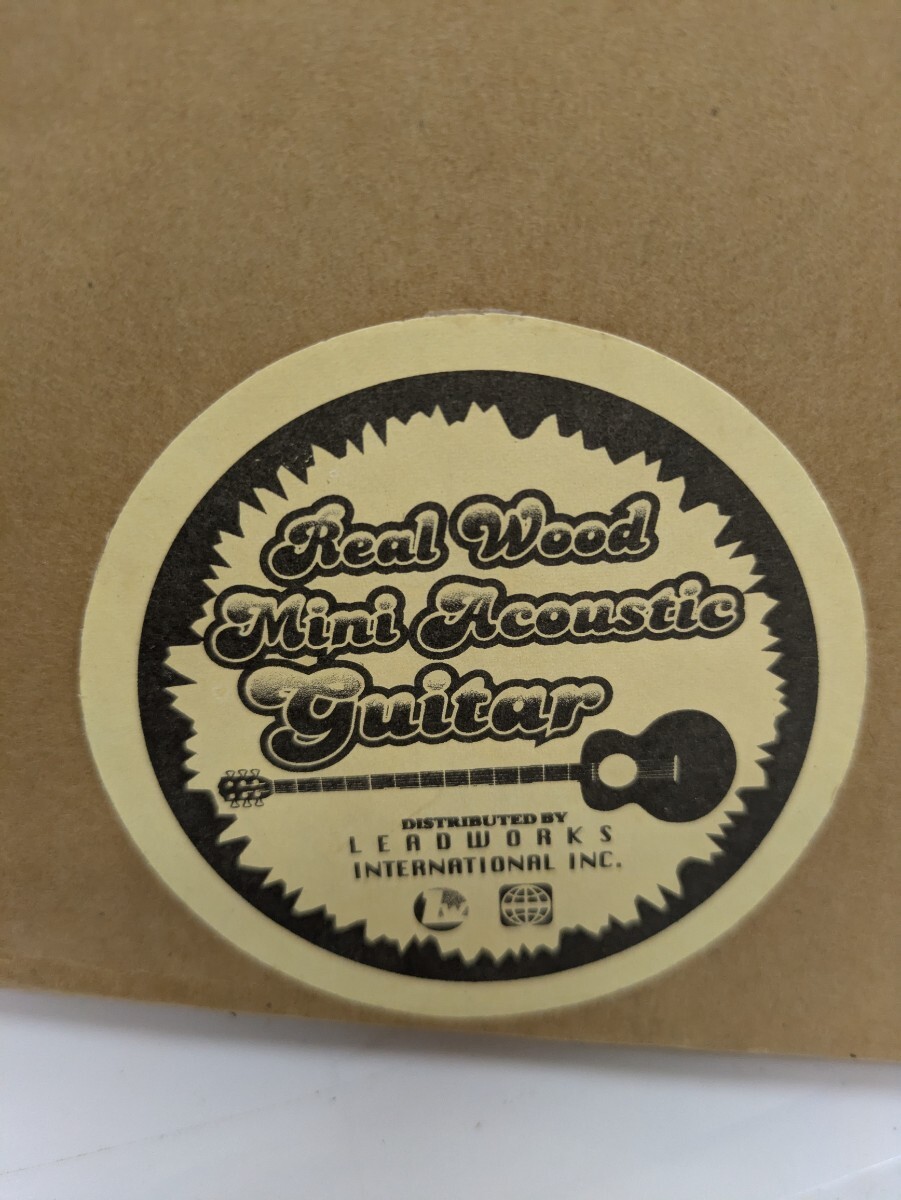 Real Wood
Mini Acoustic
Guitar
DISTRIBUTED BY
LEADWORKS
INTERNATIONAL INC.